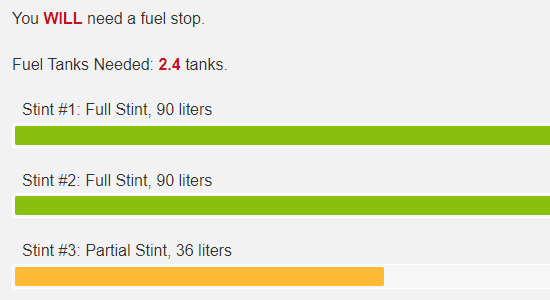 You WILL need a fuel stop.
Fuel Tanks Needed: 2.4 tanks.
Stint #1: Full Stint, 90 liters
Stint #2: Full Stint, 90 liters
Stint #3: Partial Stint, 36 liters